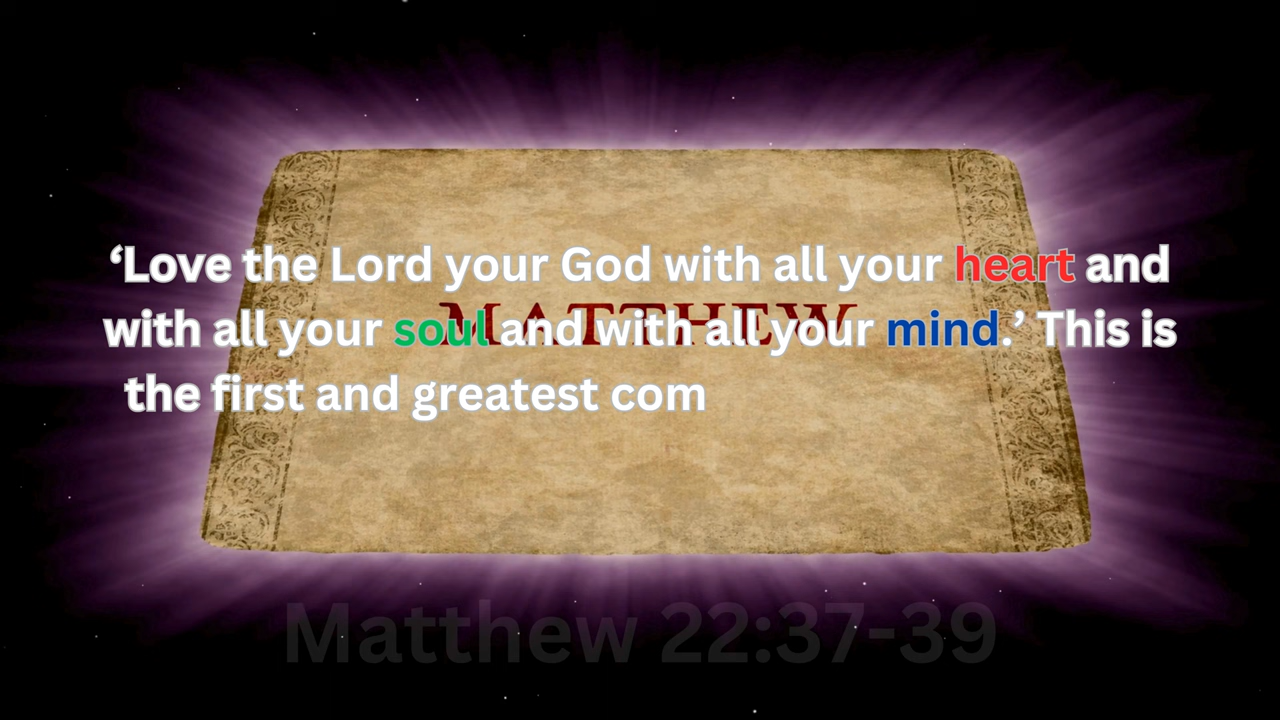 ‘Love the Lord your God with all your heart and
MATTHEW
with all your soul and with all your mind.’ This is
the first and greatest com
Matthew 22:37-39